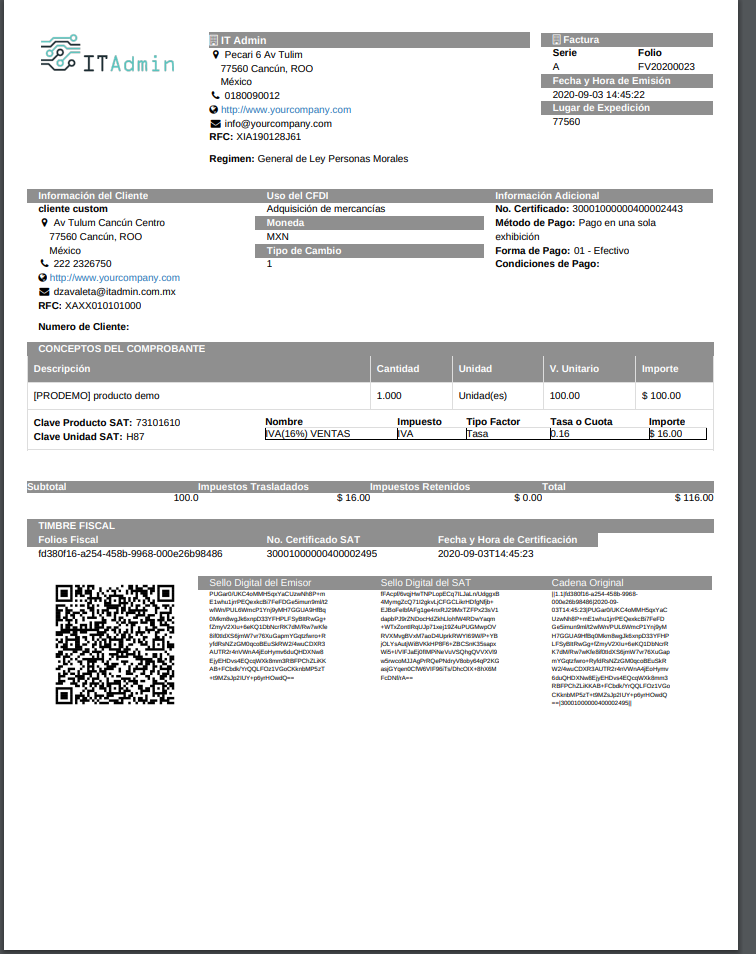 ITAdmin
IT Admin
Pecari 6 Av Tulim
77560 Cancún, ROO
México
0180090012
http://www.yourcompany.com
info@yourcompany.com
RFC: XIA190128J61
Regimen: General de Ley Personas Morales
Factura
Serie Folio
A FV20200023
Fecha y Hora de Emisión
2020-09-03 14:45:22
Lugar de Expedición
77560
Información del Cliente
cliente custom
Av Tulum Cancún Centro
77560 Cancún, ROO
México
222 2326750
http://www.yourcompany.com
dzavaleta@itadmin.com.mx
RFC: XAXX010101000
Numero de Cliente:
Uso del CFDI
Adquisición de mercancías
Moneda
MXN
Tipo de Cambio
1
Información Adicional
No. Certificado: 30001000000400002443
Método de Pago: Pago en una sola
exhibición
Forma de Pago: 01 - Efectivo
Condiciones de Pago:
CONCEPTOS DEL COMPROBANTE
Descripción Cantidad Unidad V. Unitario Importe
[PRODEMO] producto demo 1.000 Unidad(es) 100.00 $ 100.00
Clave Producto SAT: 73101610
Clave Unidad SAT: H87
Nombre Impuesto Tipo Factor Tasa o Cuota Importe
IVA(16%) VENTAS IVA Tasa 0.16 $ 16.00
Subtotal Impuestos Trasladados Impuestos Retenidos Total
100.0 $ 16.00 $ 0.00 $ 116.00
TIMBRE FISCAL
Folios Fiscal No. Certificado SAT Fecha y Hora de Certificación
fd380f16-a254-458b-9968-000e26b98486 30001000000400002495 2020-09-03T14:45:23
Sello Digital del Emisor
Sello Digital del SAT
Cadena Original
||1.1|fd380f16-a254-458b-9968-
000e26b98486|2020-09-
==|30001000000400002495||